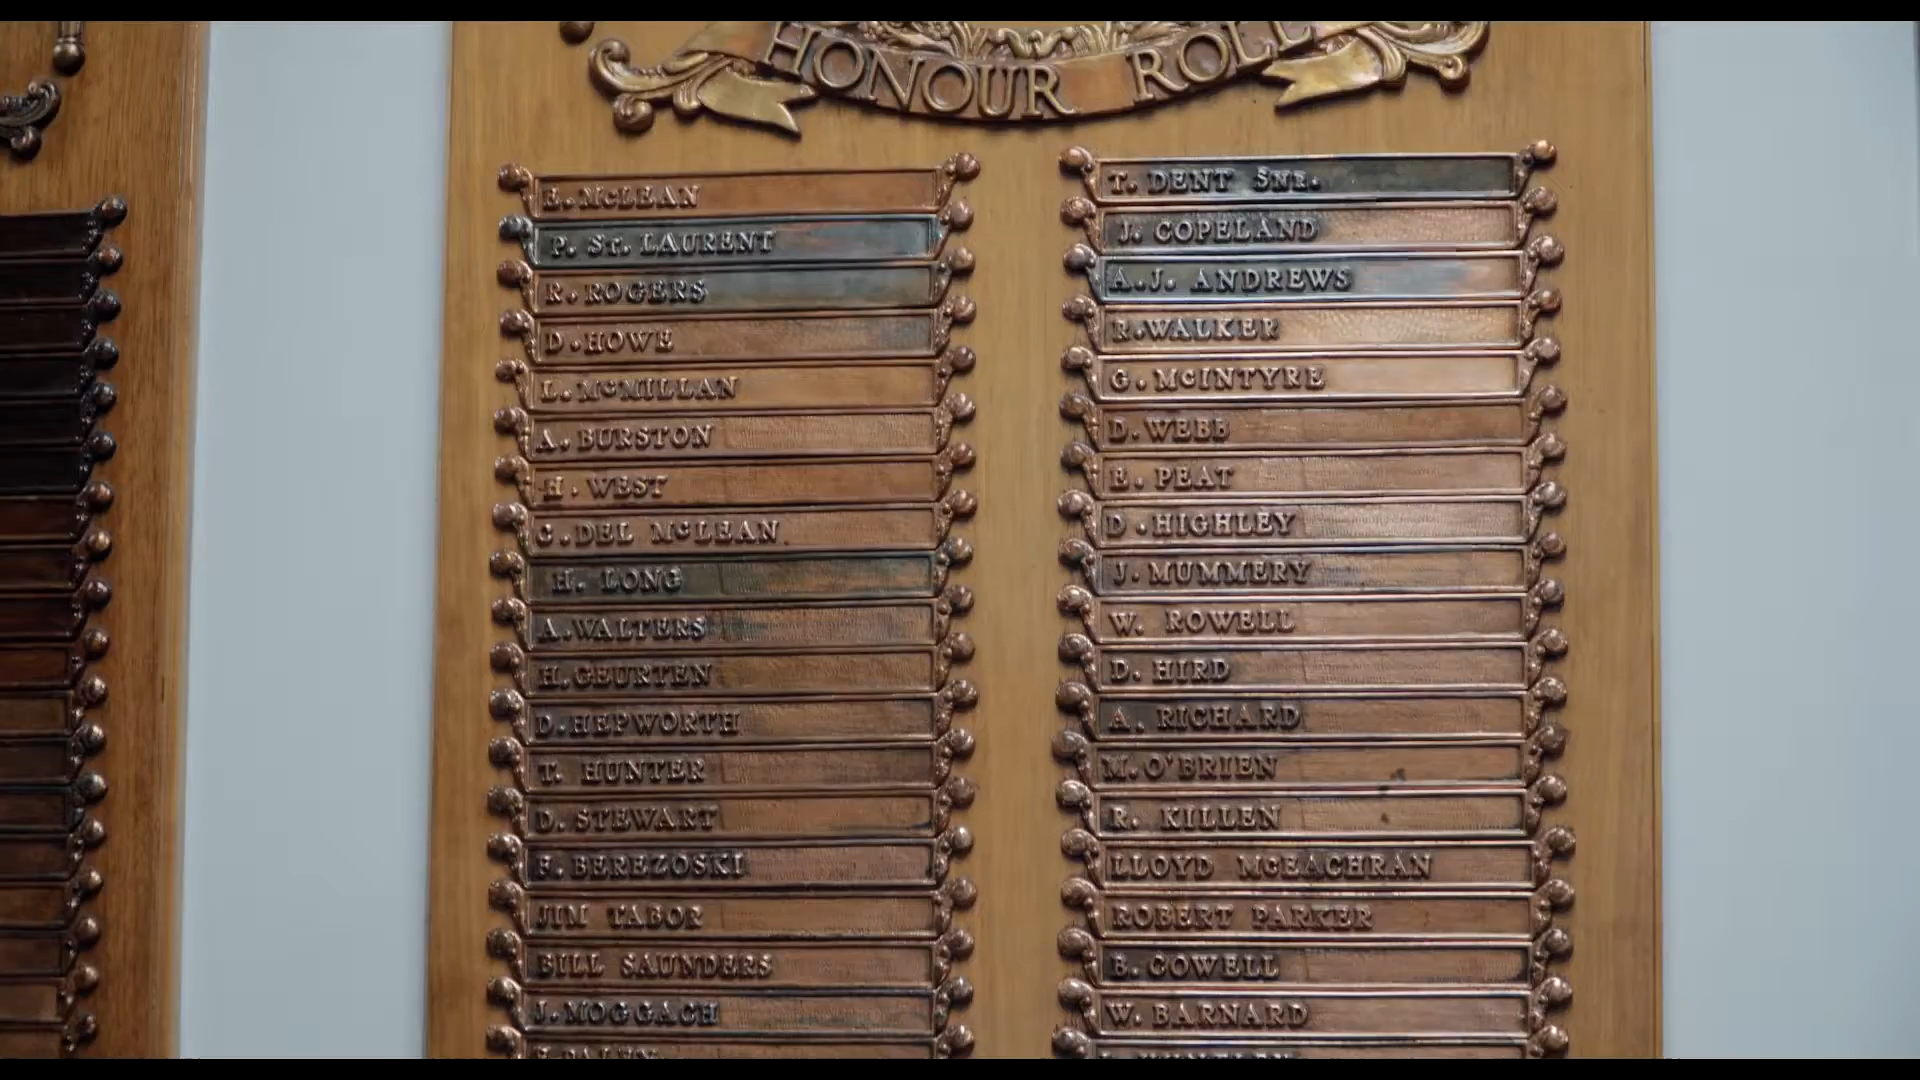 HONOUR ROLL
E. McLEAN
P. St. LAURENT
R. ROGERS
D. HOWE
L. McMILLAN
A. BURSTON
H. WEST
C. DEL McLEAN
H. LONG
A. WALTERS
H. GEURTEN
D. HEPWORTH
T. HUNTER
D. STEWART
F. BEREZOSKI
JIM TABOR
BILL SAUNDERS
J. MOGGACH
T. DENT SNR.
J. COPELAND
A.J. ANDREWS
R. WALKER
G. McINTYRE
D. WEBB
E. PEAT
D. HIGHLEY
J. MUMMERY
W. ROWELL
D. HIRD
A. RICHARD
M. O'BRIEN
R. KILLEN
LLOYD McEACHRAN
ROBERT PARKER
B. GOWELL
W. BARNARD